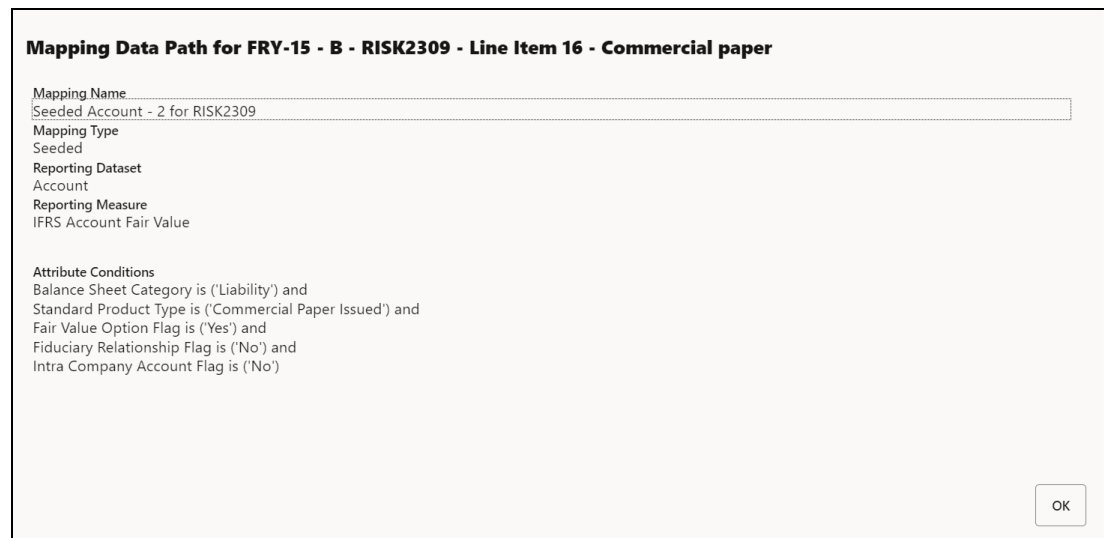 Mapping Data Path for FRY-15 - B - RISK2309 - Line Item 16 - Commercial paper
Mapping Name
Seeded Account - 2 for RISK2309
Mapping Type
Seeded
Reporting Dataset
Account
Reporting Measure
IFRS Account Fair Value
Attribute Conditions
Balance Sheet Category is ('Liability') and
Standard Product Type is ('Commercial Paper Issued') and
Fair Value Option Flag is ('Yes') and
Fiduciary Relationship Flag is ('No') and
Intra Company Account Flag is ('No')
OK